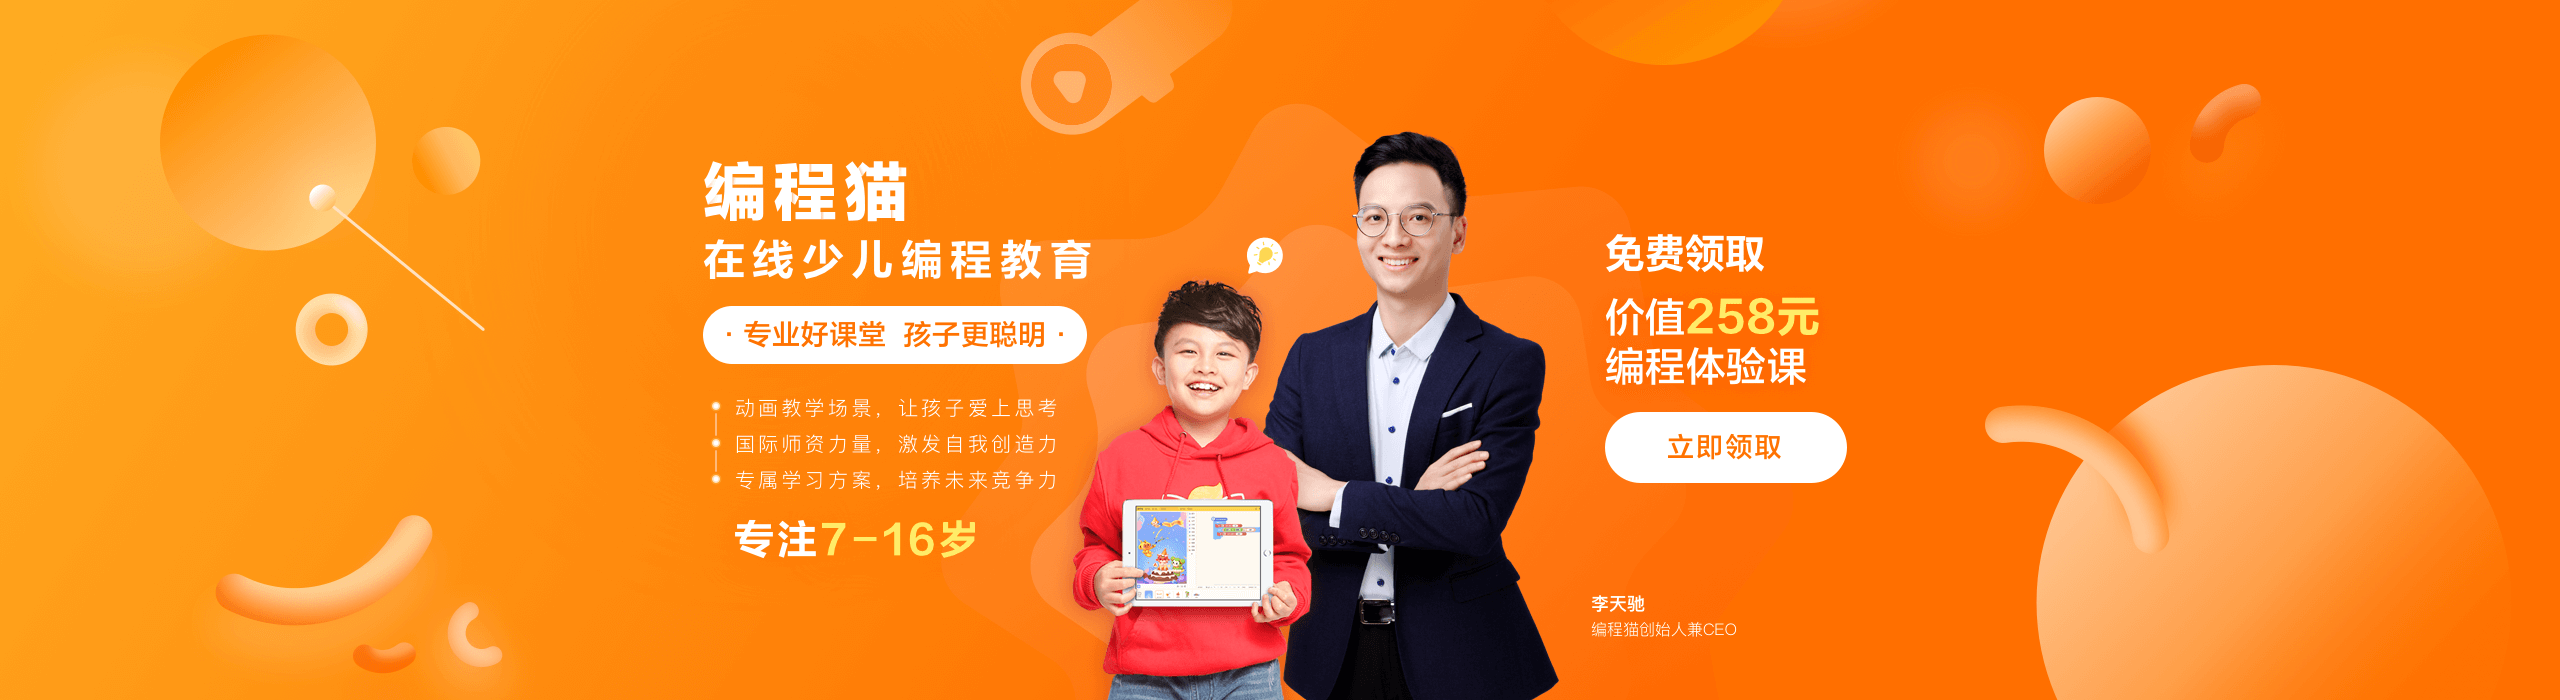 编程猫
在线少儿编程教育
· 专业好课堂 孩子更聪明 ·
动画教学场景，让孩子爱上思考
国际师资力量，激发自我创造力
专属学习方案，培养未来竞争力
专注7-16岁
免费领取
价值258元
编程体验课
立即领取
李天驰
编程猫创始人兼CEO